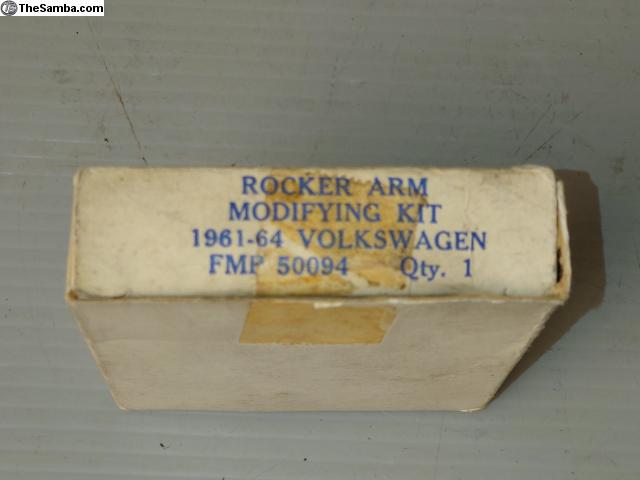 TheSamba.com
ROCKER ARM
MODIFYING KIT
1961-64 VOLKSWAGEN
FMP 50094 Qty. 1